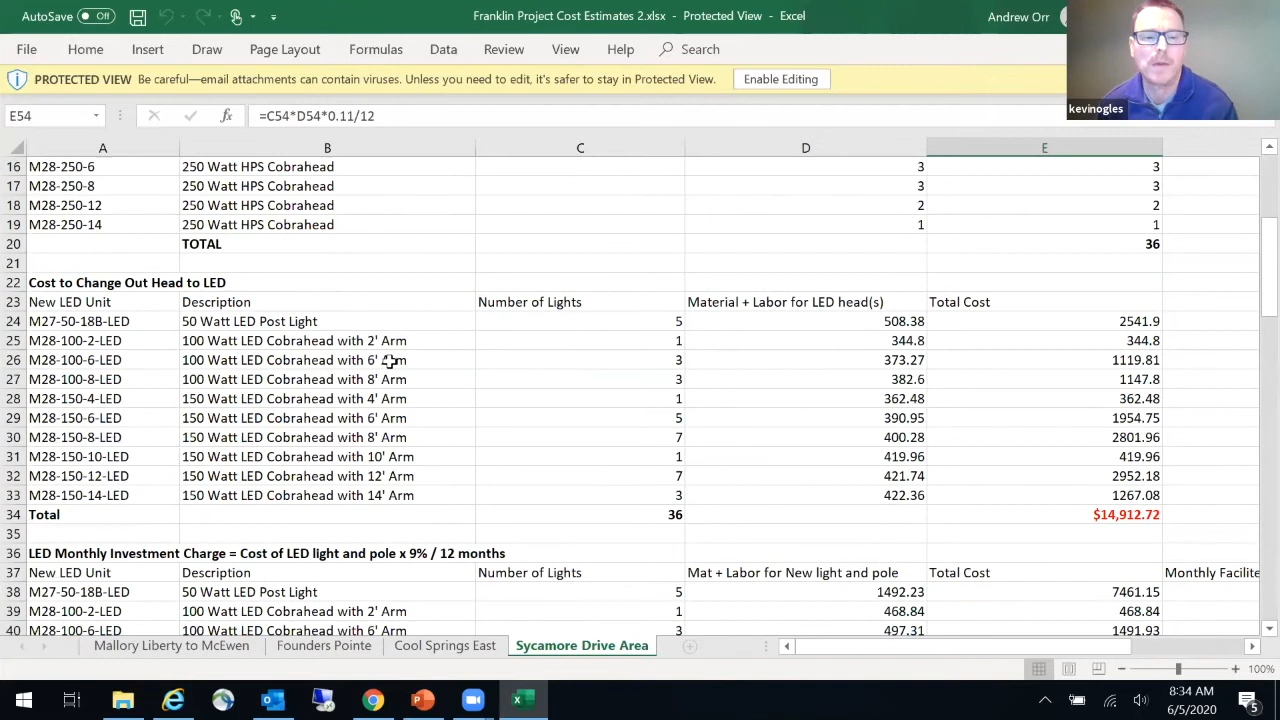 AutoSave Off Franklin Project Cost Estimates 2.xlsx - Protected View - Excel Andrew Orr
File Home Insert Draw Page Layout Formulas Data Review View Help Search
PROTECTED VIEW Be careful—email attachments can contain viruses. Unless you need to edit, it's safer to stay in Protected View. Enable Editing
kevinogles
E54 fx =C54*D54*0.11/12
A B C D E
16 M28-250-6 250 Watt HPS Cobrahead 3 3
17 M28-250-8 250 Watt HPS Cobrahead 3 3
18 M28-250-12 250 Watt HPS Cobrahead 2 2
19 M28-250-14 250 Watt HPS Cobrahead 1 1
20 TOTAL 36
21
22 Cost to Change Out Head to LED
23 New LED Unit Description Number of Lights Material + Labor for LED head(s) Total Cost
24 M27-50-18B-LED 50 Watt LED Post Light 5 508.38 2541.9
25 M28-100-2-LED 100 Watt LED Cobrahead with 2' Arm 1 344.8 344.8
26 M28-100-6-LED 100 Watt LED Cobrahead with 6' Arm 3 373.27 1119.81
27 M28-100-8-LED 100 Watt LED Cobrahead with 8' Arm 3 382.6 1147.8
28 M28-150-4-LED 150 Watt LED Cobrahead with 4' Arm 1 362.48 362.48
29 M28-150-6-LED 150 Watt LED Cobrahead with 6' Arm 5 390.95 1954.75
30 M28-150-8-LED 150 Watt LED Cobrahead with 8' Arm 7 400.28 2801.96
31 M28-150-10-LED 150 Watt LED Cobrahead with 10' Arm 1 419.96 419.96
32 M28-150-12-LED 150 Watt LED Cobrahead with 12' Arm 7 421.74 2952.18
33 M28-150-14-LED 150 Watt LED Cobrahead with 14' Arm 3 422.36 1267.08
34 Total 36 $14,912.72
35
36 LED Monthly Investment Charge = Cost of LED light and pole x 9% / 12 months
37 New LED Unit Description Number of Lights Mat + Labor for New light and pole Total Cost Monthly Facilite
38 M27-50-18B-LED 50 Watt LED Post Light 5 1492.23 7461.15
39 M28-100-2-LED 100 Watt LED Cobrahead with 2' Arm 1 468.84 468.84
40 M28-100-6-LED 100 Watt LED Cobrahead with 6' Arm 3 497.31 1491.93
Mallory Liberty to McEwen Founders Pointe Cool Springs East Sycamore Drive Area
100%
8:34 AM
6/5/2020
5